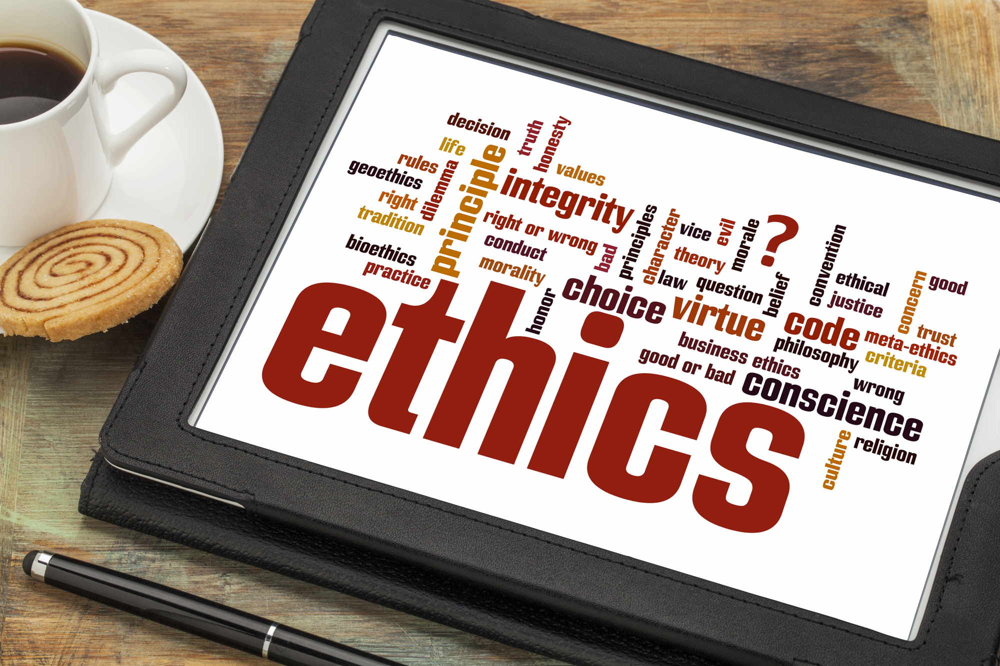 decision
truth
honesty
life
values
rules
geoethics
dilemma
principle
integrity
right
tradition
right or wrong
conduct
bioethics
practice
morality
bad
principles
character
vice
evil
morale
?
theory
law
question
belief
convention
ethical
justice
concern
good
honor
choice
virtue
code
trust
meta-ethics
criteria
philosophy
business ethics
good or bad
conscience
wrong
ethics
culture
religion